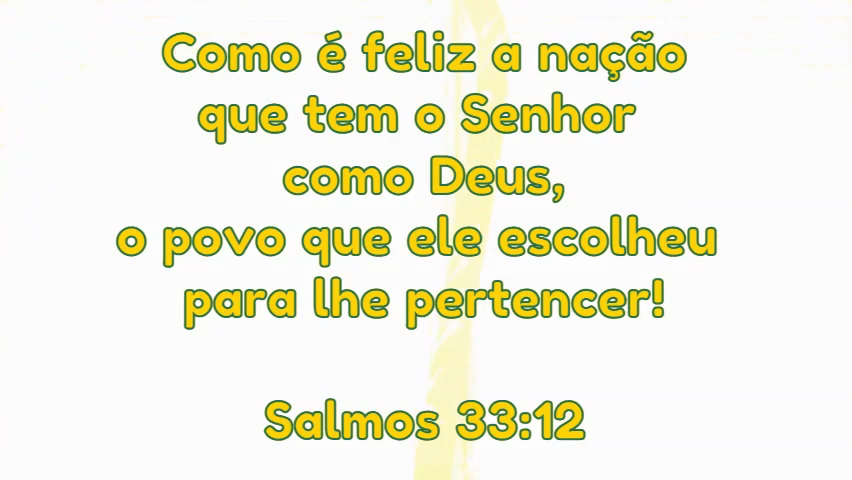 Como é feliz a nação
que tem o Senhor
como Deus,
o povo que ele escolheu
para lhe pertencer!
Salmos 33:12